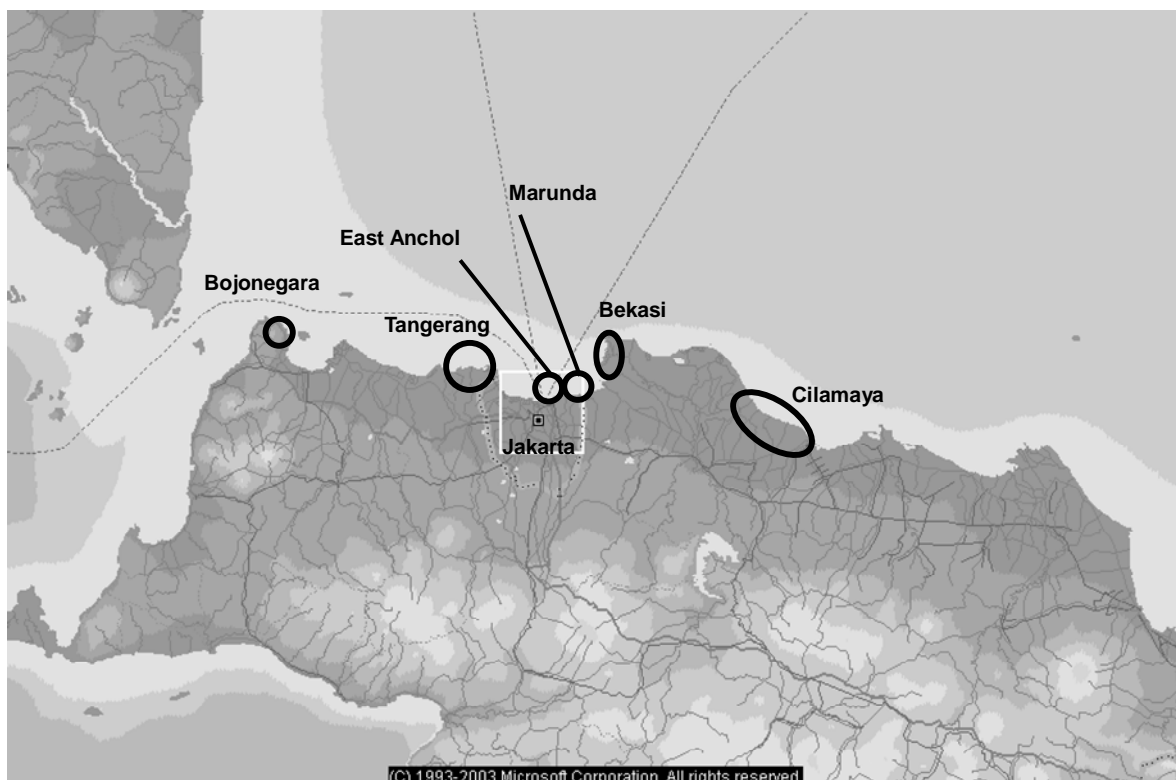 Marunda
East Anchol
Bojonegara
Bekasi
Tangerang
Cilamaya
Jakarta
(C) 1993-2003 Microsoft Corporation. All rights reserved.